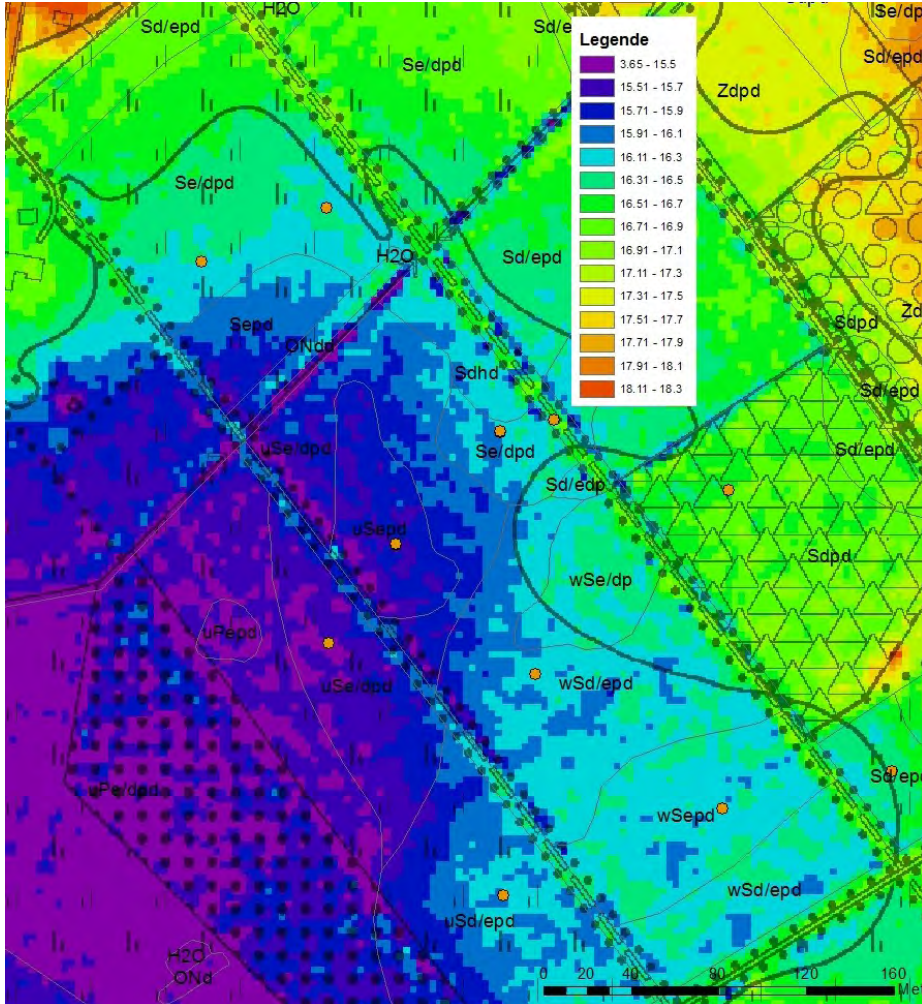 H2O
Sd/epd
Sd/e
Se/dp
Sd/epd
Se/dpd
Zdpd
Legende
3.65 - 15.5
15.51 - 15.7
15.71 - 15.9
15.91 - 16.1
16.11 - 16.3
16.31 - 16.5
16.51 - 16.7
16.71 - 16.9
16.91 - 17.1
17.11 - 17.3
17.31 - 17.5
17.51 - 17.7
17.71 - 17.9
17.91 - 18.1
18.11 - 18.3
Se/dpd
H2O
Sd/epd
Zd
Sepd
Sdpd
ONdd
Sdhd
Sd/epd
uSe/dpd
Se/dpd
Sd/epd
Sd/edp
uSepd
Sdpd
wSe/dp
uPepd
uSe/dpd
wSd/epd
Sd/epd
uPe/dpd
wSepd
wSd/epd
uSd/epd
H2O
ONd
0 20 40 80 120 160
Me